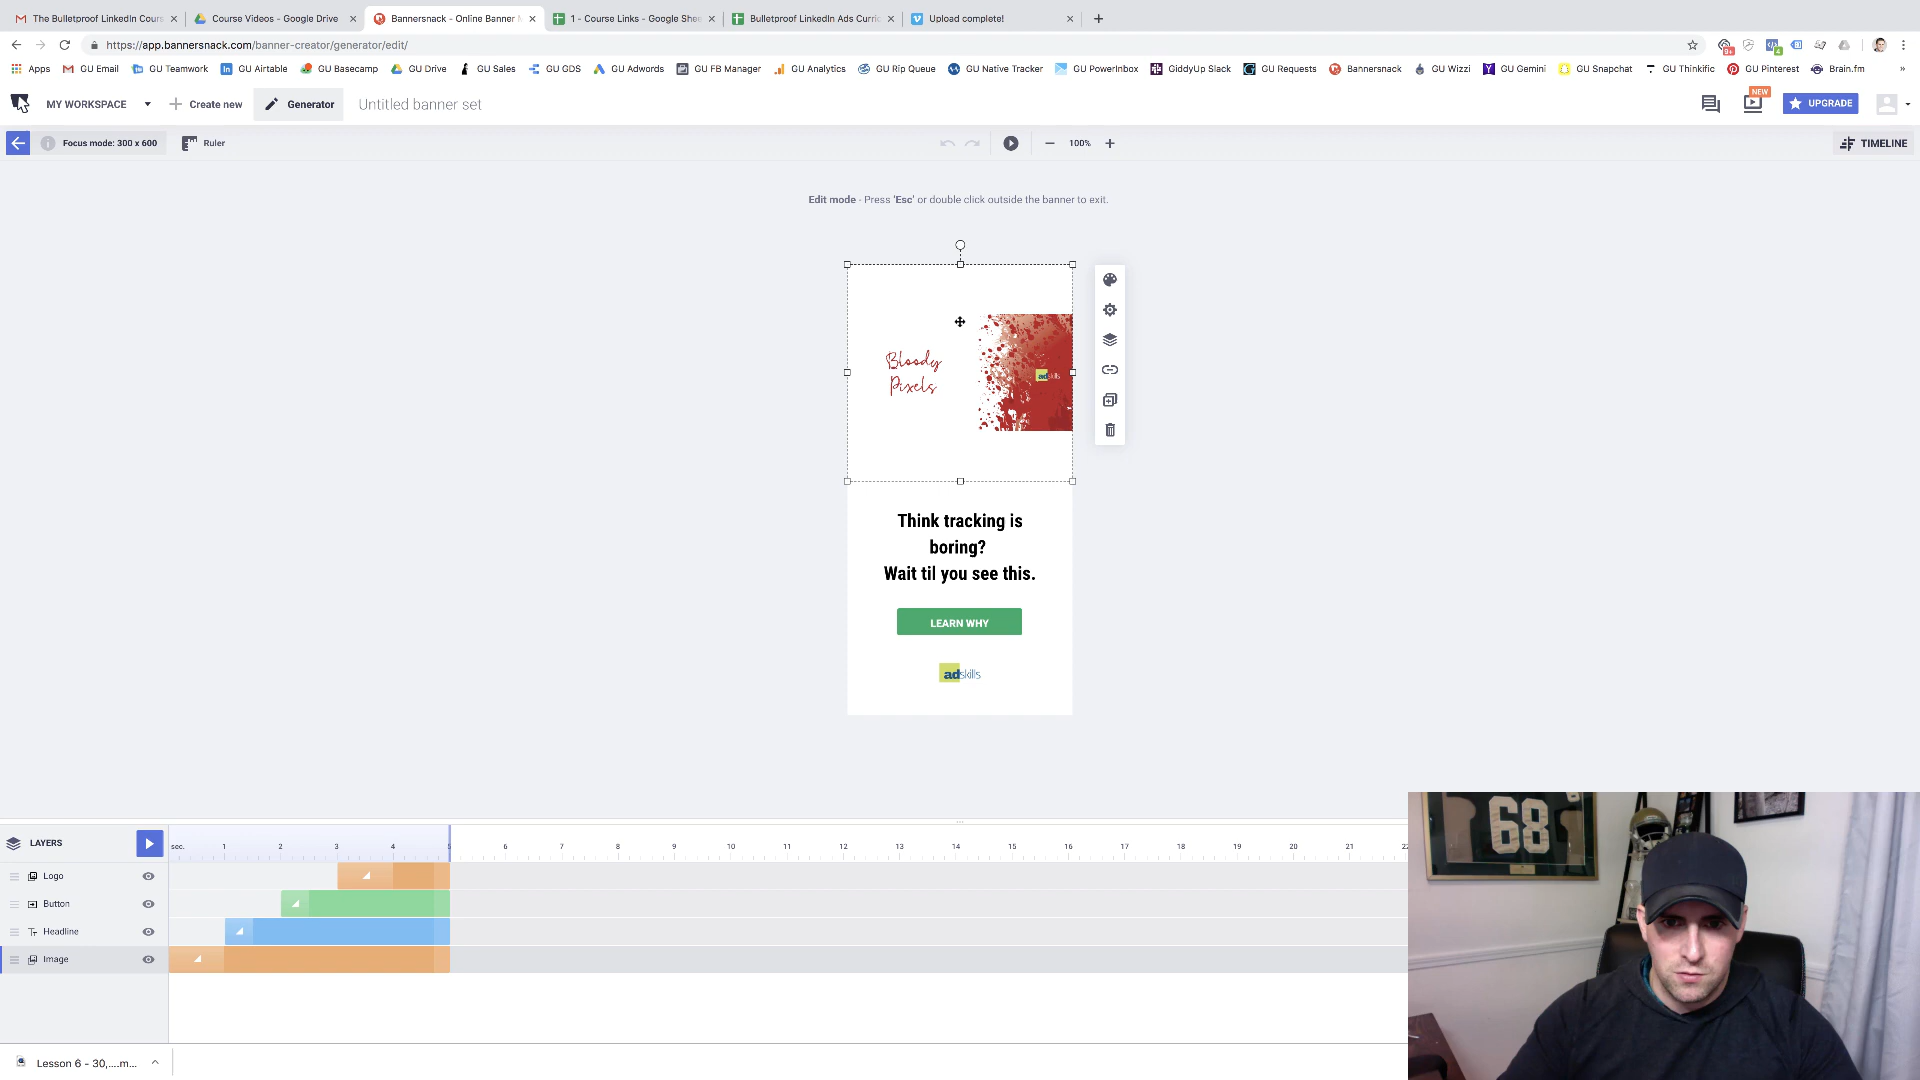 The Bulletproof LinkedIn Cours
Course Videos - Google Drive
Bannersnack - Online Banner M
1 - Course Links - Google She
Bulletproof LinkedIn Ads Curric
Upload complete!
https://app.bannersnack.com/banner-creator/generator/edit/
Apps
GU Email
GU Teamwork
GU Airtable
GU Basecamp
GU Drive
GU Sales
GU GDS
GU Adwords
GU FB Manager
GU Analytics
GU Rip Queue
GU Native Tracker
GU PowerInbox
GiddyUp Slack
GU Requests
Bannersnack
GU Wizzi
GU Gemini
GU Snapchat
GU Thinkific
GU Pinterest
Brain.fm
»
MY WORKSPACE
Create new
Generator
Untitled banner set
NEW
UPGRADE
Focus mode: 300 x 600
Ruler
100%
TIMELINE
Edit mode - Press 'Esc' or double click outside the banner to exit.
Bloody
Pixels
adskills
Think tracking is
boring?
Wait til you see this.
LEARN WHY
adskills
LAYERS
sec. 1 2 3 4 5 6 7 8 9 10 11 12 13 14 15 16 17 18 19 20 21 22
Logo
Button
Headline
Image
68
Lesson 6 - 30,....m...